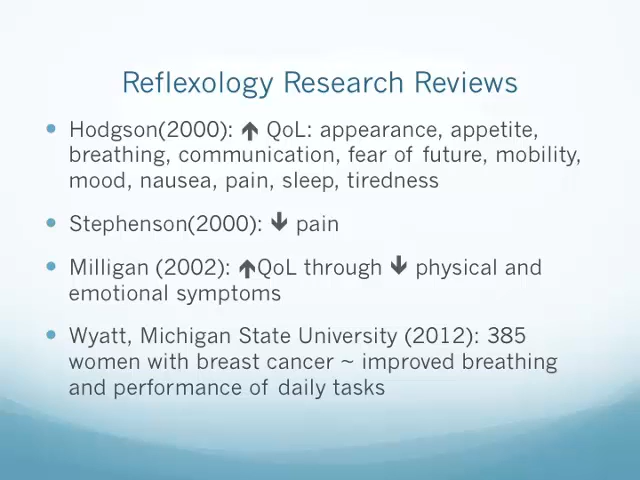 Reflexology Research Reviews
• Hodgson(2000): 🡹 QoL: appearance, appetite,
breathing, communication, fear of future, mobility,
mood, nausea, pain, sleep, tiredness
• Stephenson(2000): 🡻 pain
• Milligan (2002): 🡹QoL through 🡻 physical and
emotional symptoms
• Wyatt, Michigan State University (2012): 385
women with breast cancer ~ improved breathing
and performance of daily tasks